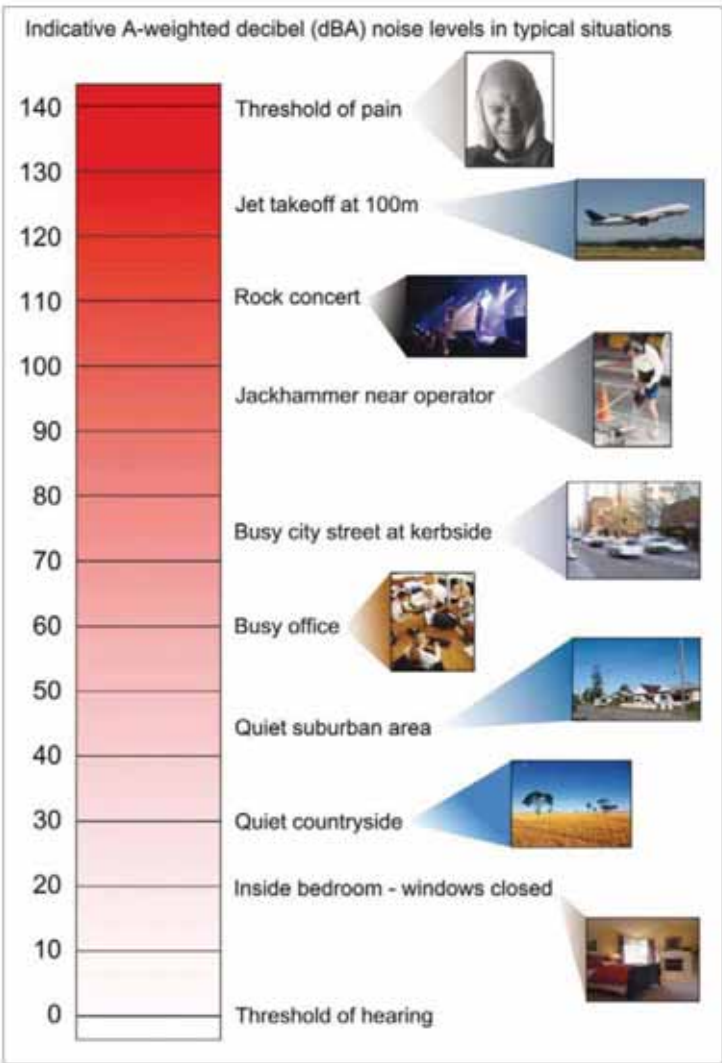 Indicative A-weighted decibel (dBA) noise levels in typical situations
140
Threshold of pain
130
Jet takeoff at 100m
120
110
Rock concert
100
Jackhammer near operator
90
80
Busy city street at kerbside
70
60
Busy office
50
Quiet suburban area
40
30
Quiet countryside
20
Inside bedroom - windows closed
10
0
Threshold of hearing